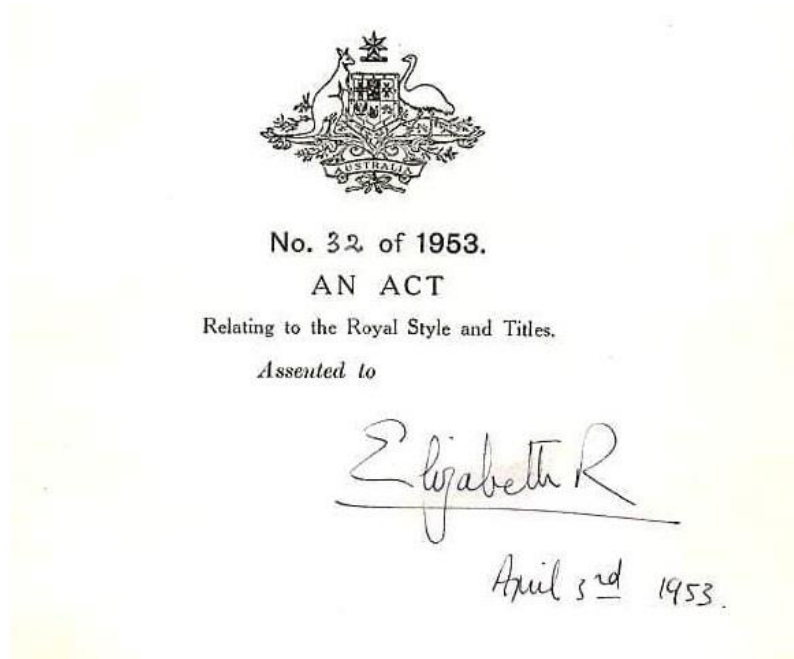 AUSTRALIA
No. 32 of 1953.
AN ACT
Relating to the Royal Style and Titles.
Assented to
Elizabeth R
April 3rd 1953.